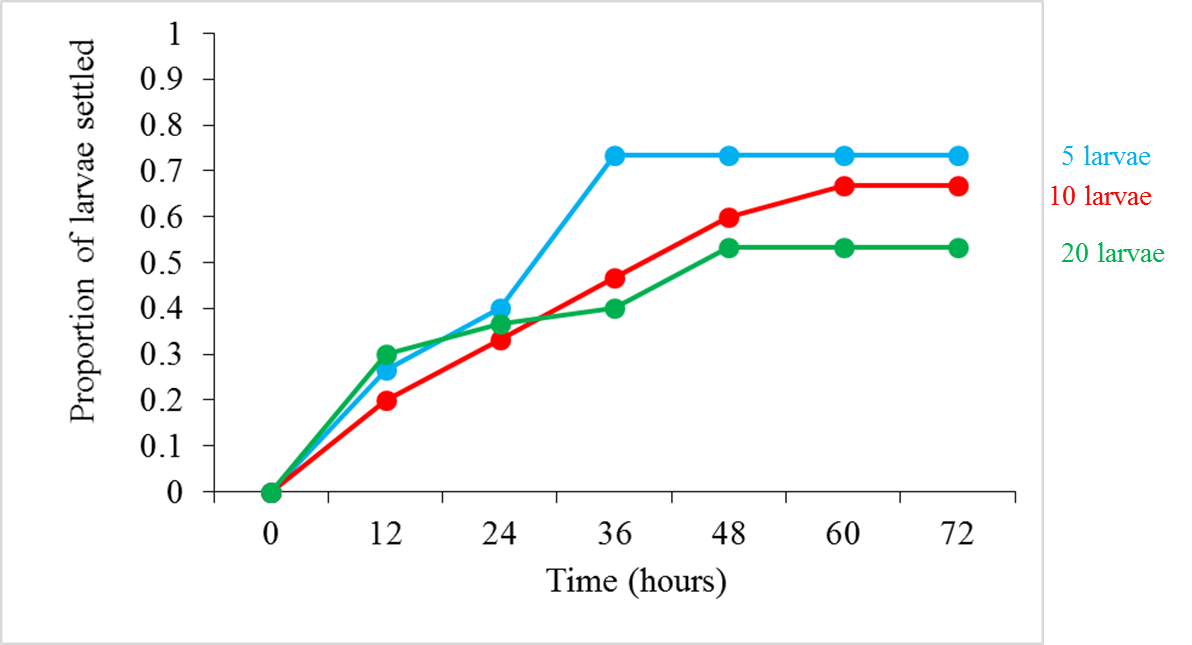 Proportion of larvae settled
1
0.9
0.8
0.7
0.6
0.5
0.4
0.3
0.2
0.1
0
0 12 24 36 48 60 72
Time (hours)
5 larvae
10 larvae
20 larvae